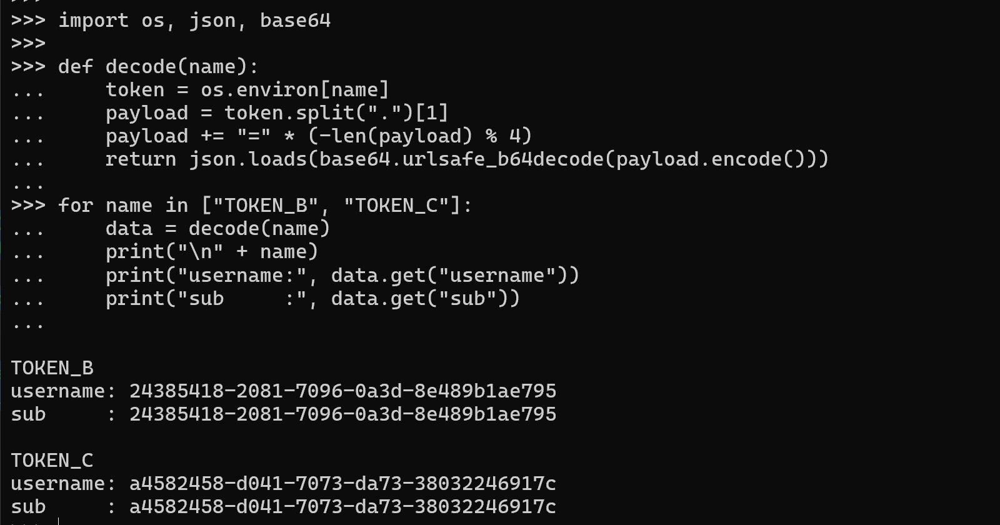 >>> import os, json, base64
>>>
>>> def decode(name):
...     token = os.environ[name]
...     payload = token.split(".")[1]
...     payload += "=" * (-len(payload) % 4)
...     return json.loads(base64.urlsafe_b64decode(payload.encode()))
...
>>> for name in ["TOKEN_B", "TOKEN_C"]:
...     data = decode(name)
...     print("\n" + name)
...     print("username:", data.get("username"))
...     print("sub     :", data.get("sub"))
...
TOKEN_B
username: 24385418-2081-7096-0a3d-8e489b1ae795
sub     : 24385418-2081-7096-0a3d-8e489b1ae795
TOKEN_C
username: a4582458-d041-7073-da73-38032246917c
sub     : a4582458-d041-7073-da73-38032246917c